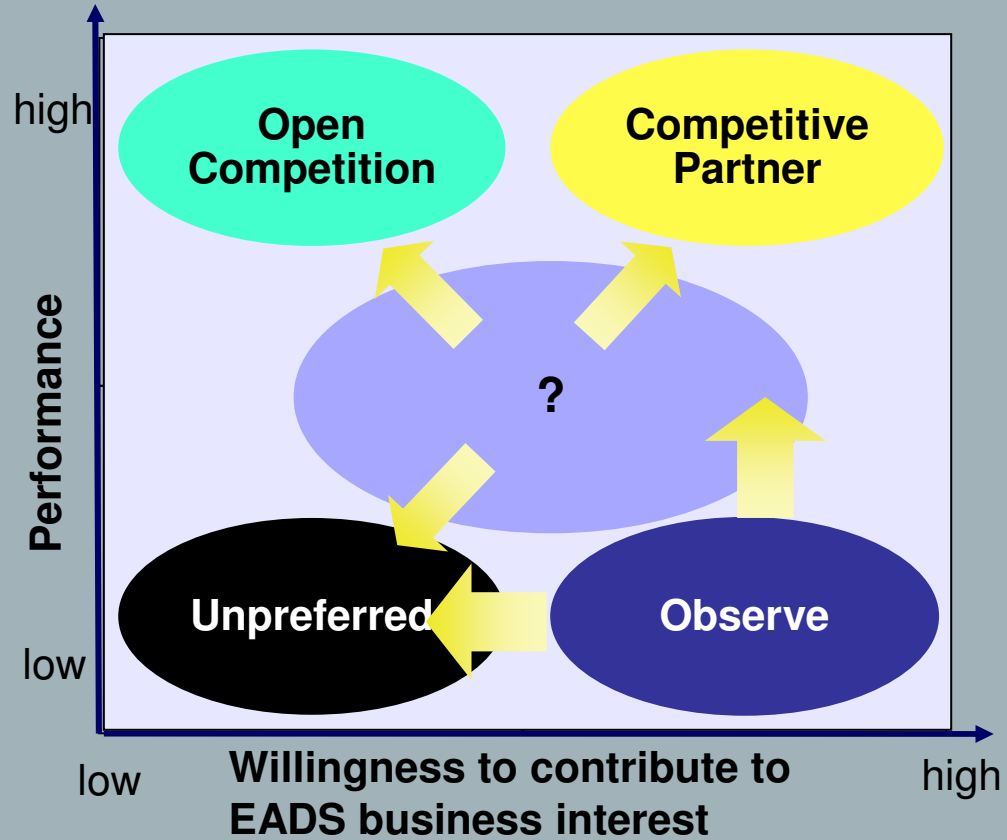 high
Open
Competition
Competitive
Partner
Performance
?
Unpreferred
Observe
low
low
Willingness to contribute to
EADS business interest
high